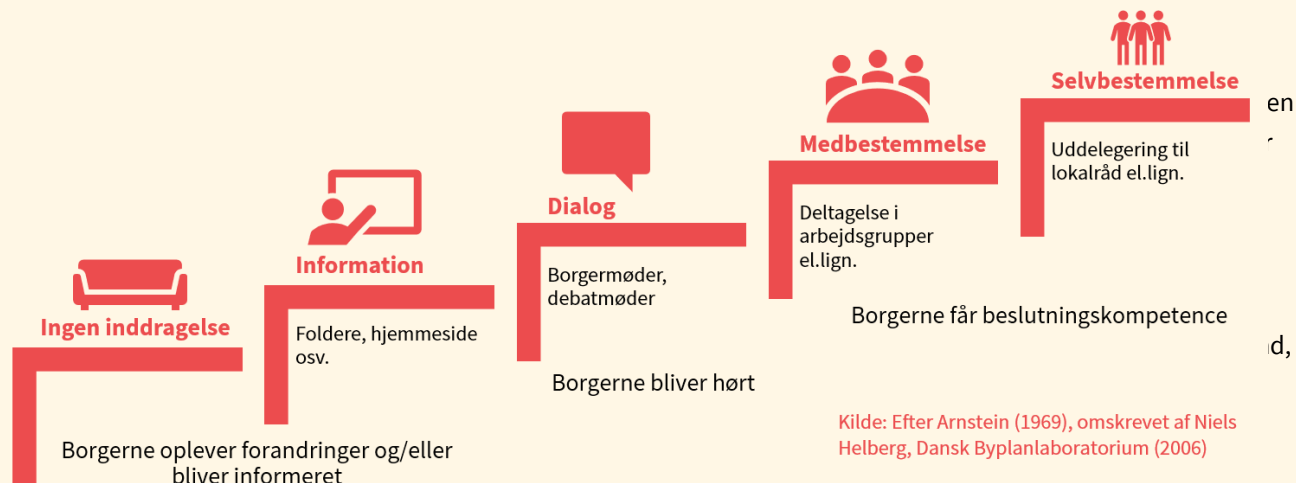 Ingen inddragelse
Information
Foldere, hjemmeside
osv.
Borgerne oplever forandringer og/eller
bliver informeret
Dialog
Borgermøder,
debatmøder
Borgerne bliver hørt
Medbestemmelse
Deltagelse i
arbejdsgrupper
el.lign.
Selvbestemmelse
Uddelegering til
lokalråd el.lign.
Borgerne får beslutningskompetence
Kilde: Efter Arnstein (1969), omskrevet af Niels
Helberg, Dansk Byplanlaboratorium (2006)
en
d,